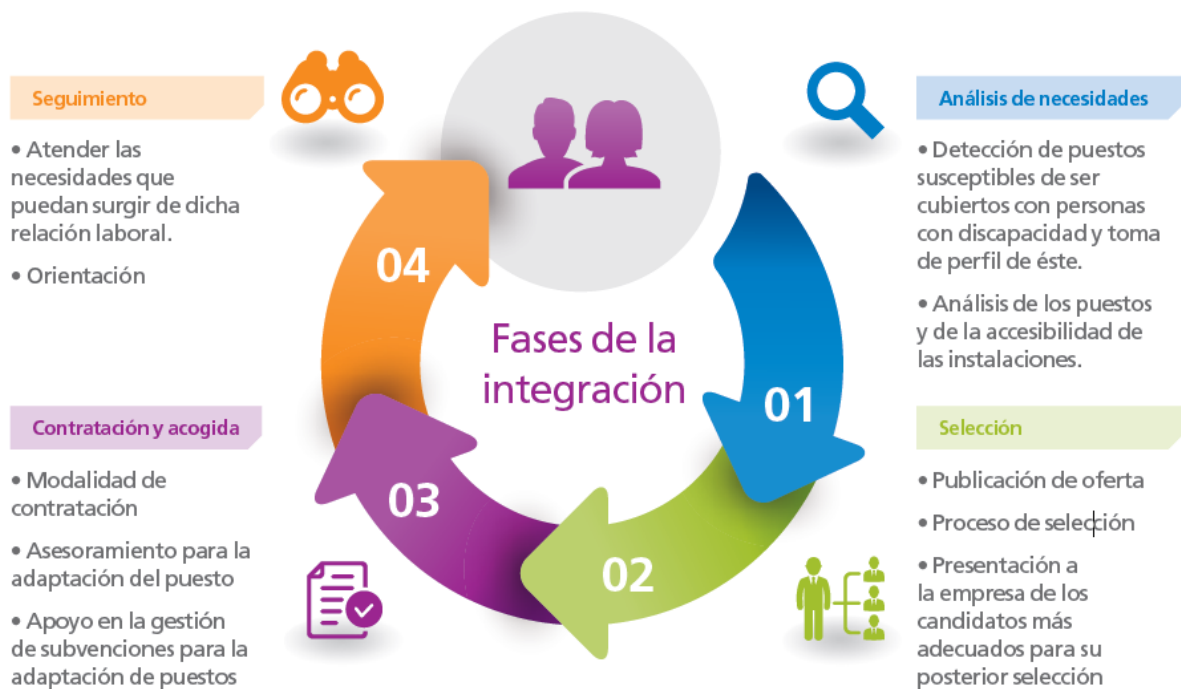 Fases de la
integración
01
Análisis de necesidades
• Detección de puestos
susceptibles de ser
cubiertos con personas
con discapacidad y toma
de perfil de éste.
• Análisis de los puestos
y de la accesibilidad de
las instalaciones.
02
Selección
• Publicación de oferta
• Proceso de selección
• Presentación a
la empresa de los
candidatos más
adecuados para su
posterior selección
03
Contratación y acogida
• Modalidad de
contratación
• Asesoramiento para la
adaptación del puesto
• Apoyo en la gestión
de subvenciones para la
adaptación de puestos
04
Seguimiento
• Atender las
necesidades que
puedan surgir de dicha
relación laboral.
• Orientación